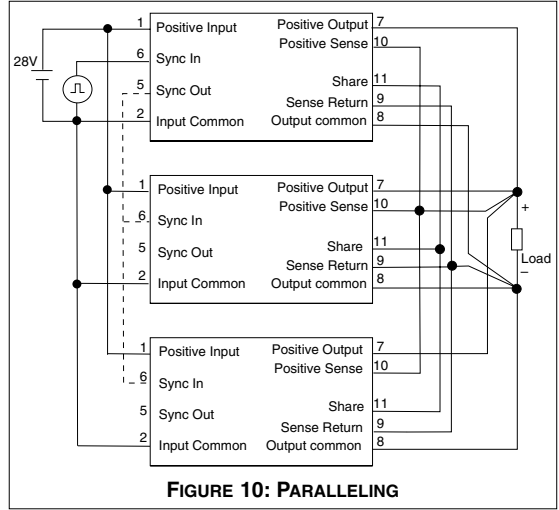 1 Positive Input Positive Output 7
Positive Sense 10
6 Sync In
28V
5 Sync Out Share 11
Sense Return 9
2 Input Common Output common 8
1 Positive Input Positive Output 7
Positive Sense 10
6 Sync In
+
5 Sync Out Share 11
Load
Sense Return 9
2 Input Common Output common 8
–
1 Positive Input Positive Output 7
Positive Sense 10
6 Sync In
5 Sync Out Share 11
Sense Return 9
2 Input Common Output common 8
FIGURE 10: PARALLELING